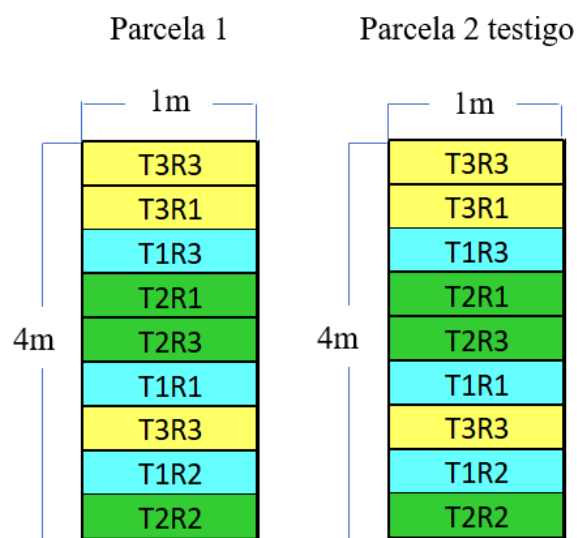 Parcela 1
Parcela 2 testigo
1m
1m
4m
T3R3
T3R1
T1R3
T2R1
T2R3
T1R1
T3R3
T1R2
T2R2
4m
T3R3
T3R1
T1R3
T2R1
T2R3
T1R1
T3R3
T1R2
T2R2